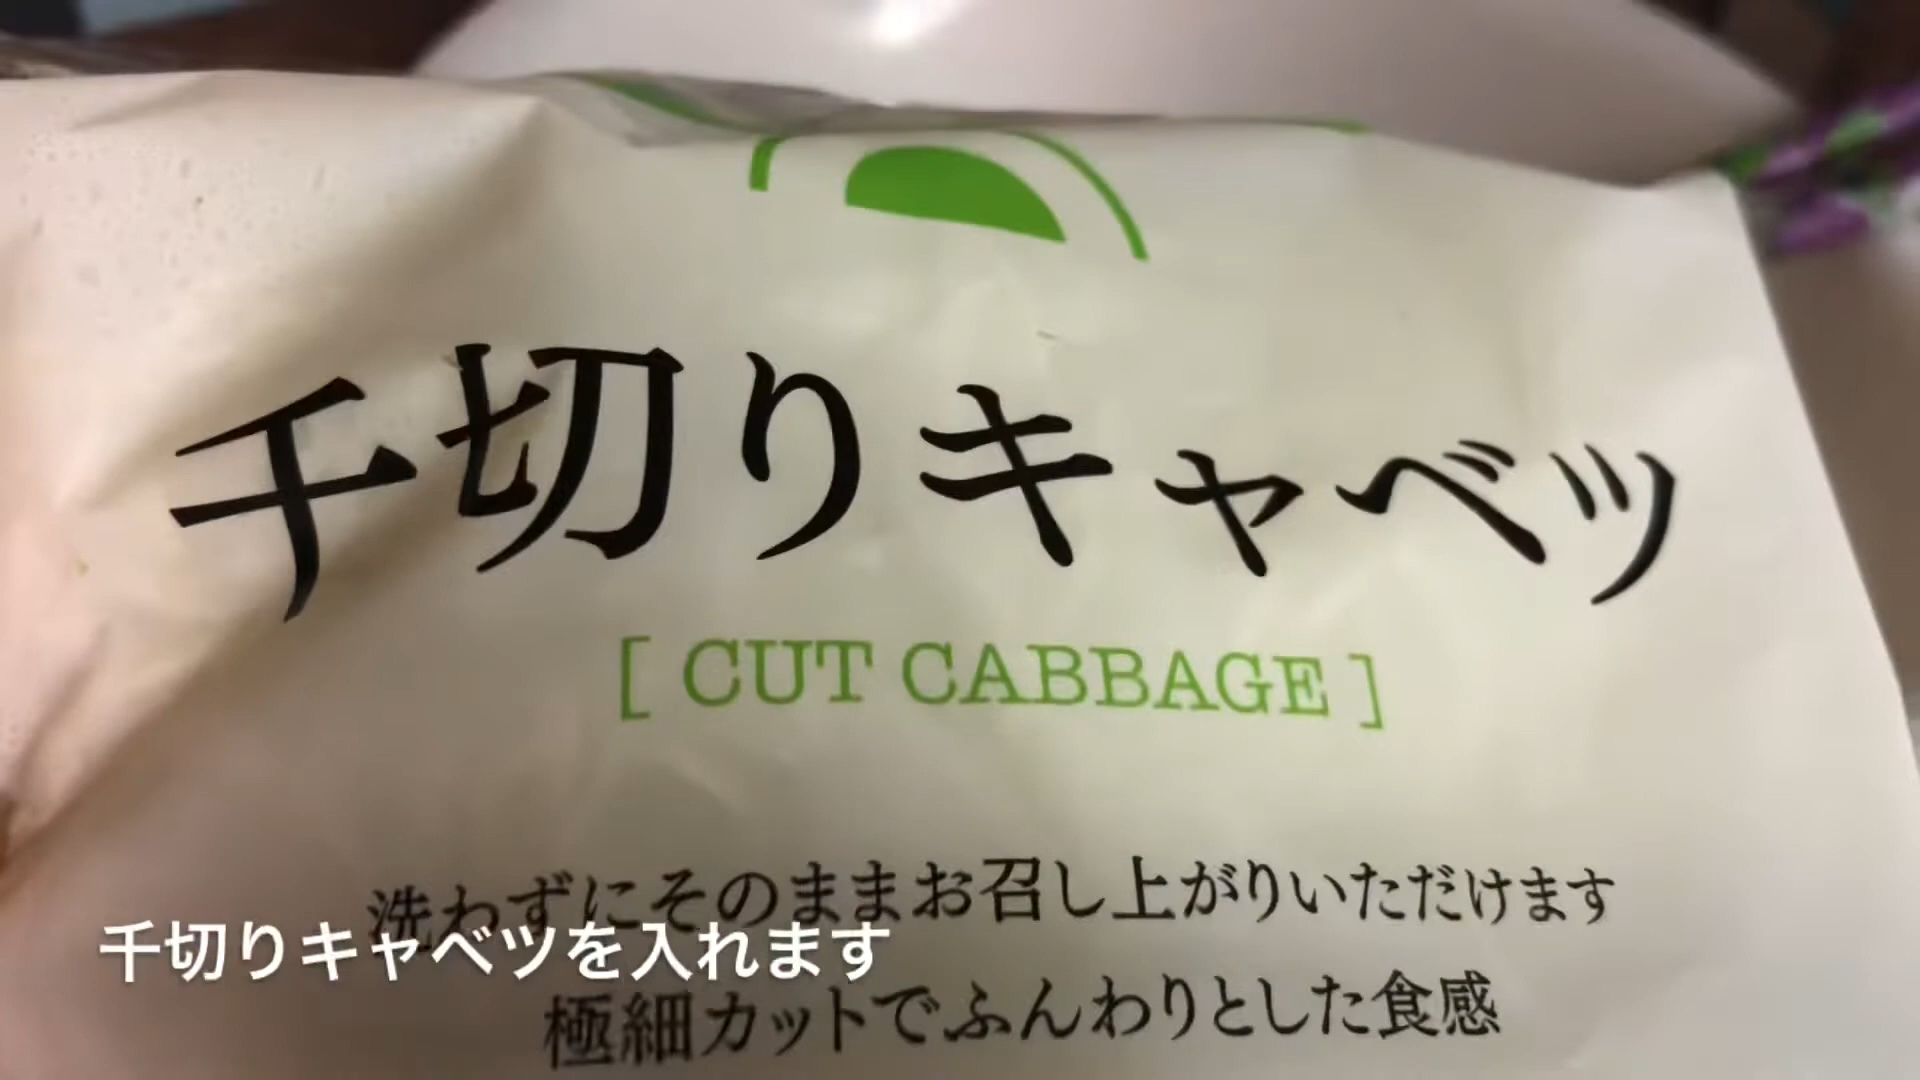 千切りキャベツ
[ CUT CABBAGE ]
洗わずにそのままお召し上がりいただけます
千切りキャベツを入れます
極細カットでふんわりとした食感